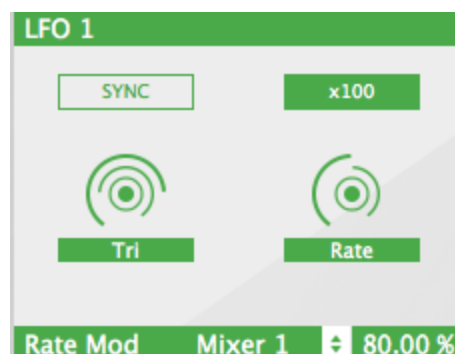 LFO 1
SYNC x100
Tri Rate
Rate Mod Mixer 1 80.00 %